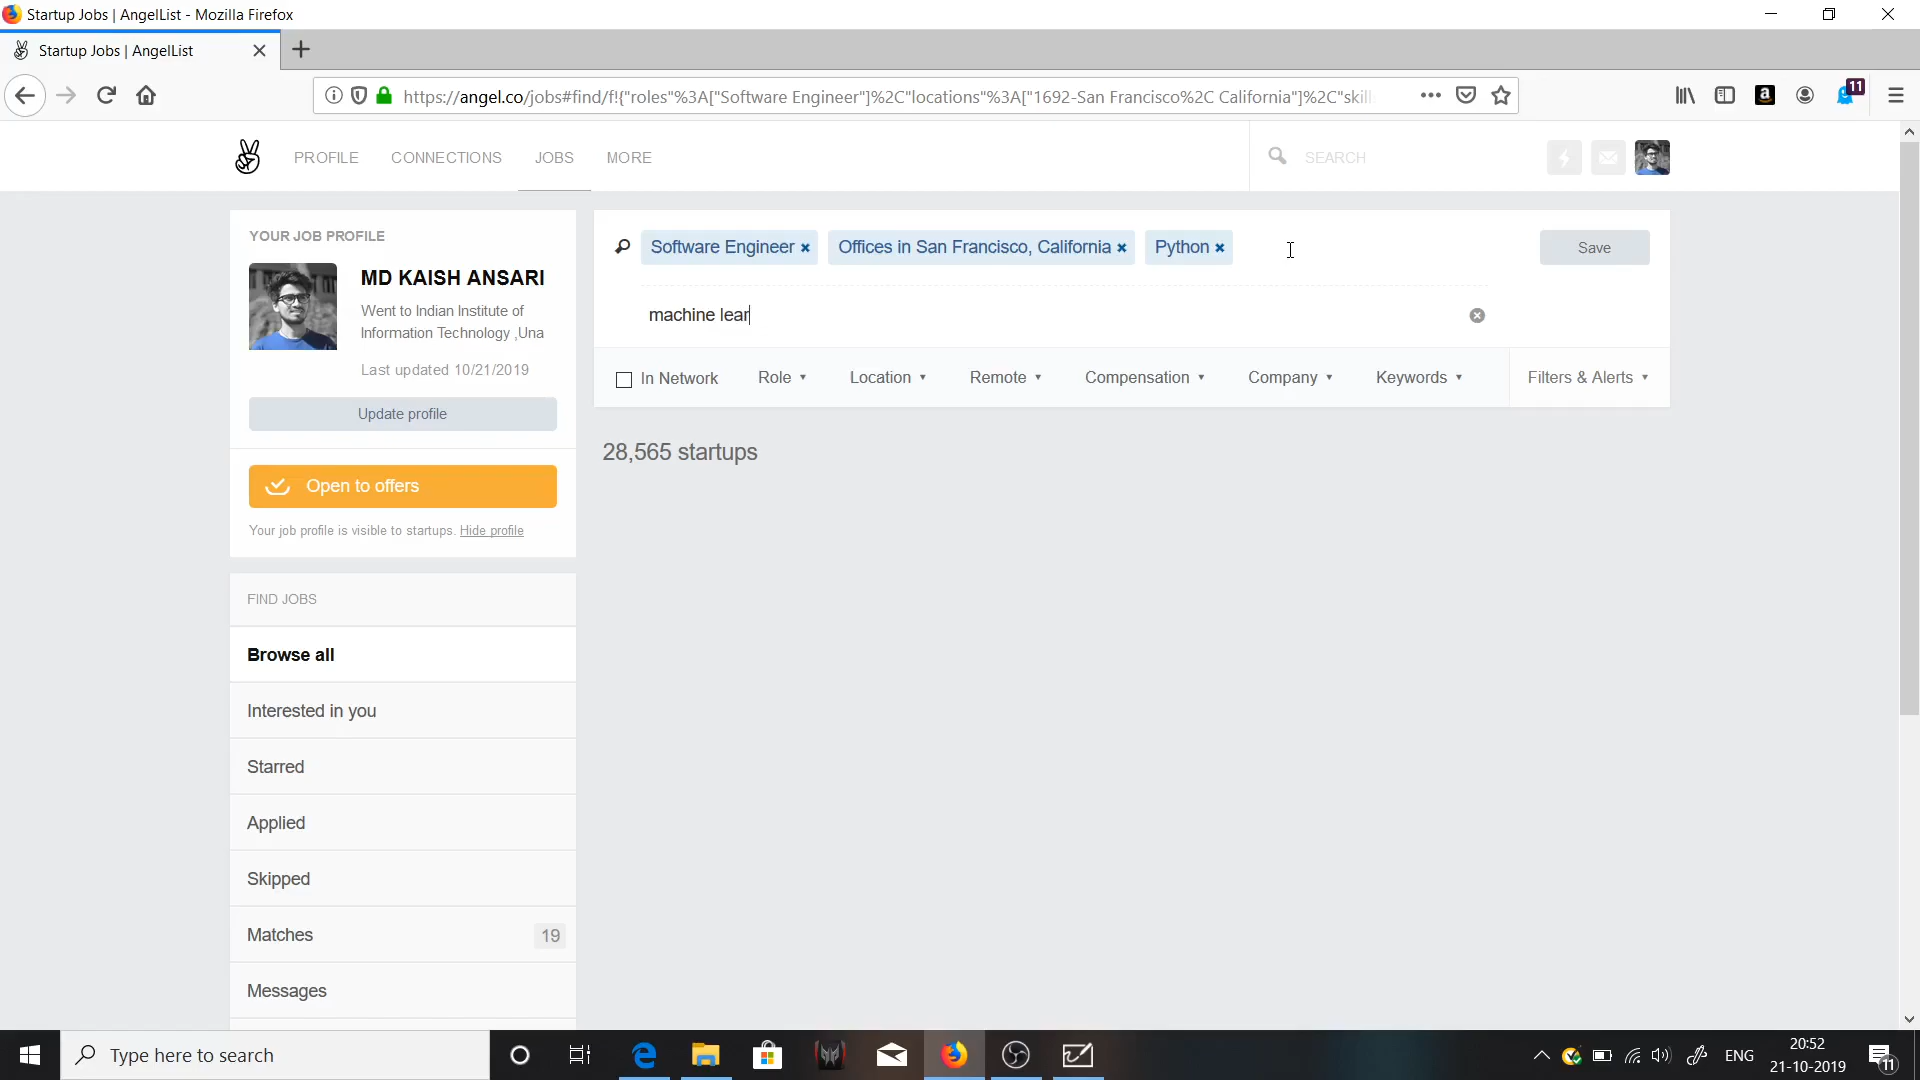 Startup Jobs | AngelList - Mozilla Firefox
Startup Jobs | AngelList
https://angel.co/jobs#find/f!{"roles"%3A["Software Engineer"]%2C"locations"%3A["1692-San Francisco%2C California"]%2C"skill
11
PROFILE CONNECTIONS JOBS MORE
SEARCH
YOUR JOB PROFILE
MD KAISH ANSARI
Went to Indian Institute of
Information Technology ,Una
Last updated 10/21/2019
Update profile
Open to offers
Your job profile is visible to startups. Hide profile
FIND JOBS
Browse all
Interested in you
Starred
Applied
Skipped
Matches 19
Messages
Software Engineer × Offices in San Francisco, California × Python ×
Save
machine lear
In Network Role Location Remote Compensation Company Keywords Filters & Alerts
28,565 startups
Type here to search
ENG
20:52
21-10-2019
11